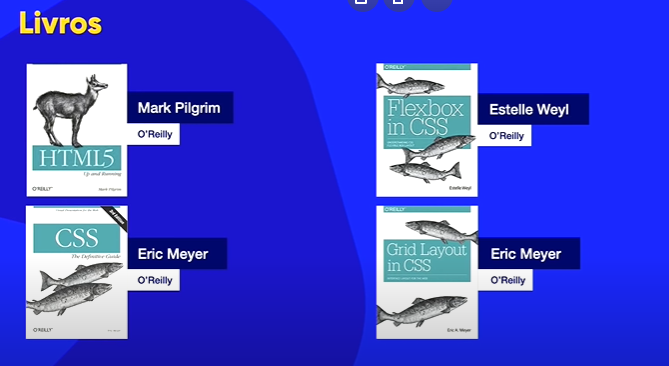 Livros
O'REILLY
HTML5
Up and Running
Mark Pilgrim
O'REILLY
Mark Pilgrim
O'Reilly
O'REILLY
Flexbox
in CSS
Estelle Weyl
Estelle Weyl
O'Reilly
CSS
The Definitive Guide
O'REILLY
Eric Meyer
O'Reilly
O'REILLY
Grid Layout
in CSS
Eric A. Meyer
Eric Meyer
O'Reilly